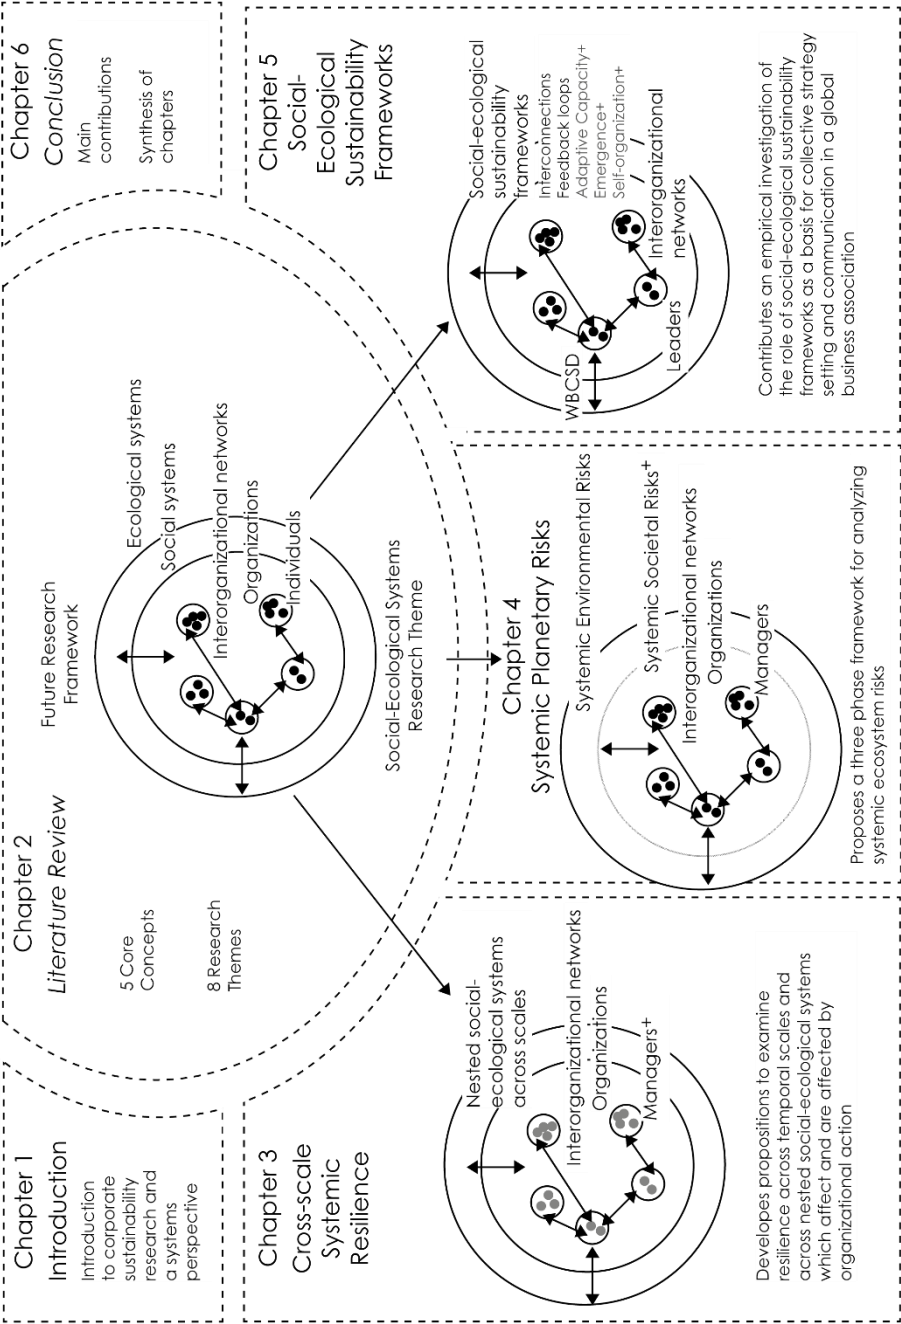 Chapter 1
Introduction
Introduction
to corporate
sustainability
research and
a systems
perspective
Chapter 2
Literature Review
5 Core
Concepts
8 Research
Themes
Future Research
Framework
Ecological systems
Social systems
Interorganizational networks
Organizations
Individuals
Social-Ecological Systems
Research Theme
Chapter 6
Conclusion
Main
contributions
Synthesis of
chapters
Chapter 3
Cross-scale
Systemic
Resilience
Nested social-
ecological systems
across scales
Interorganizational networks
Organizations
Managers+
Developes propositions to examine
resilience across temporal scales and
across nested social-ecological systems
which affect and are affected by
organizational action
Chapter 4
Systemic Planetary Risks
Systemic Environmental Risks
Systemic Societal Risks+
Interorganizational networks
Organizations
Managers
Proposes a three phase framework for analyzing
systemic ecosystem risks
Chapter 5
Social-
Ecological
Sustainability
Frameworks
Social-ecological
sustainability
frameworks
Interconnections
Feedback loops
Adaptive Capacity+
Emergence+
Self-organization+
Interorganizational
networks
WBCSD
Leaders
Contributes an empirical investigation of
the role of social-ecological sustainability
frameworks as a basis for collective strategy
setting and communication in a global
business association